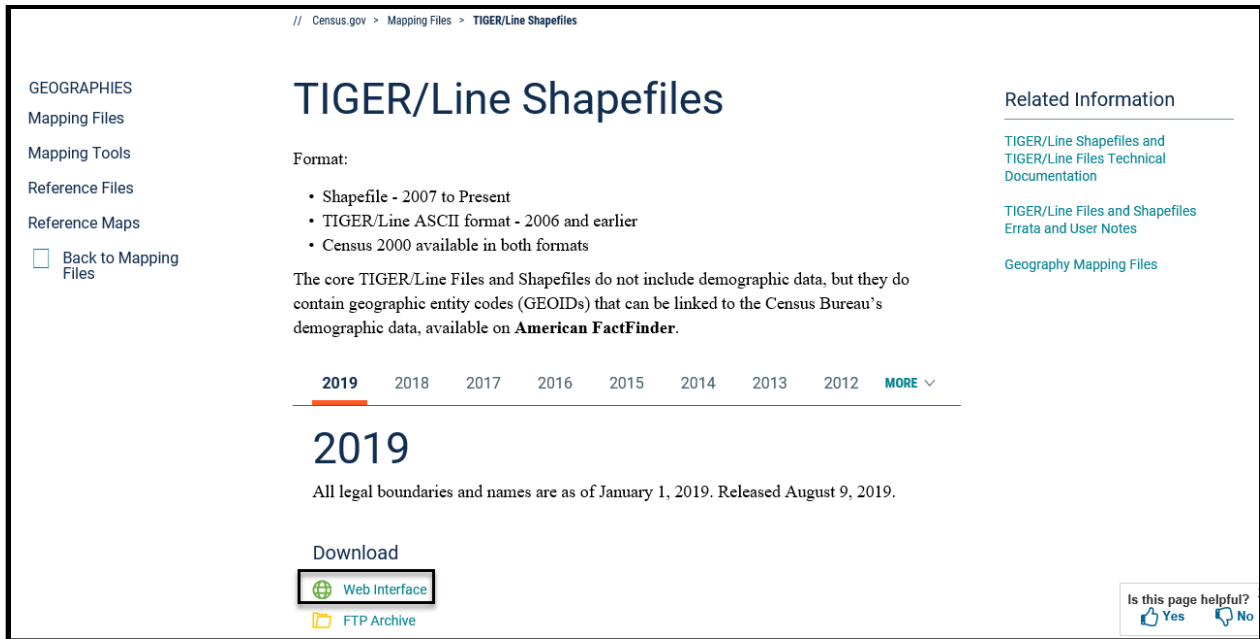 // Census.gov > Mapping Files > TIGER/Line Shapefiles
GEOGRAPHIES
Mapping Files
Mapping Tools
Reference Files
Reference Maps
Back to Mapping
Files
TIGER/Line Shapefiles
Format:
• Shapefile - 2007 to Present
• TIGER/Line ASCII format - 2006 and earlier
• Census 2000 available in both formats
The core TIGER/Line Files and Shapefiles do not include demographic data, but they do
contain geographic entity codes (GEOIDs) that can be linked to the Census Bureau’s
demographic data, available on American FactFinder.
2019 2018 2017 2016 2015 2014 2013 2012 MORE
2019
All legal boundaries and names are as of January 1, 2019. Released August 9, 2019.
Download
Web Interface
FTP Archive
Related Information
TIGER/Line Shapefiles and
TIGER/Line Files Technical
Documentation
TIGER/Line Files and Shapefiles
Errata and User Notes
Geography Mapping Files
Is this page helpful?
Yes No